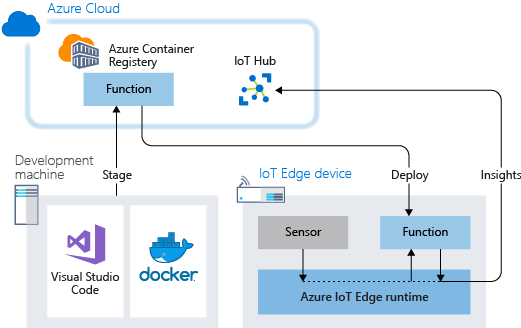 Azure Cloud
Azure Container
Registery
IoT Hub
Function
Development
machine
Stage
IoT Edge device
Deploy
Insights
Sensor
Function
Visual Studio
Code
docker
Azure IoT Edge runtime